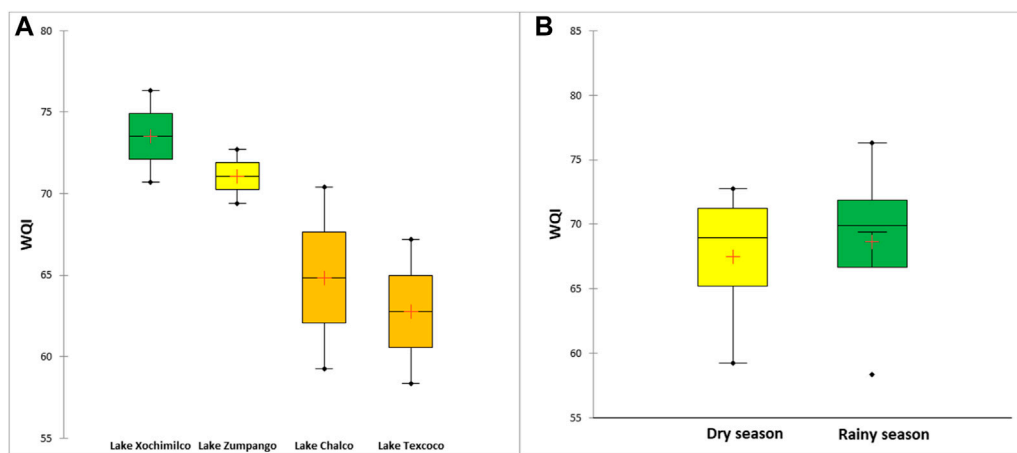 A
80
75
70
65
60
55
WQI
Lake Xochimilco Lake Zumpango Lake Chalco Lake Texcoco
B
85
80
75
70
65
60
55
WQI
Dry season Rainy season